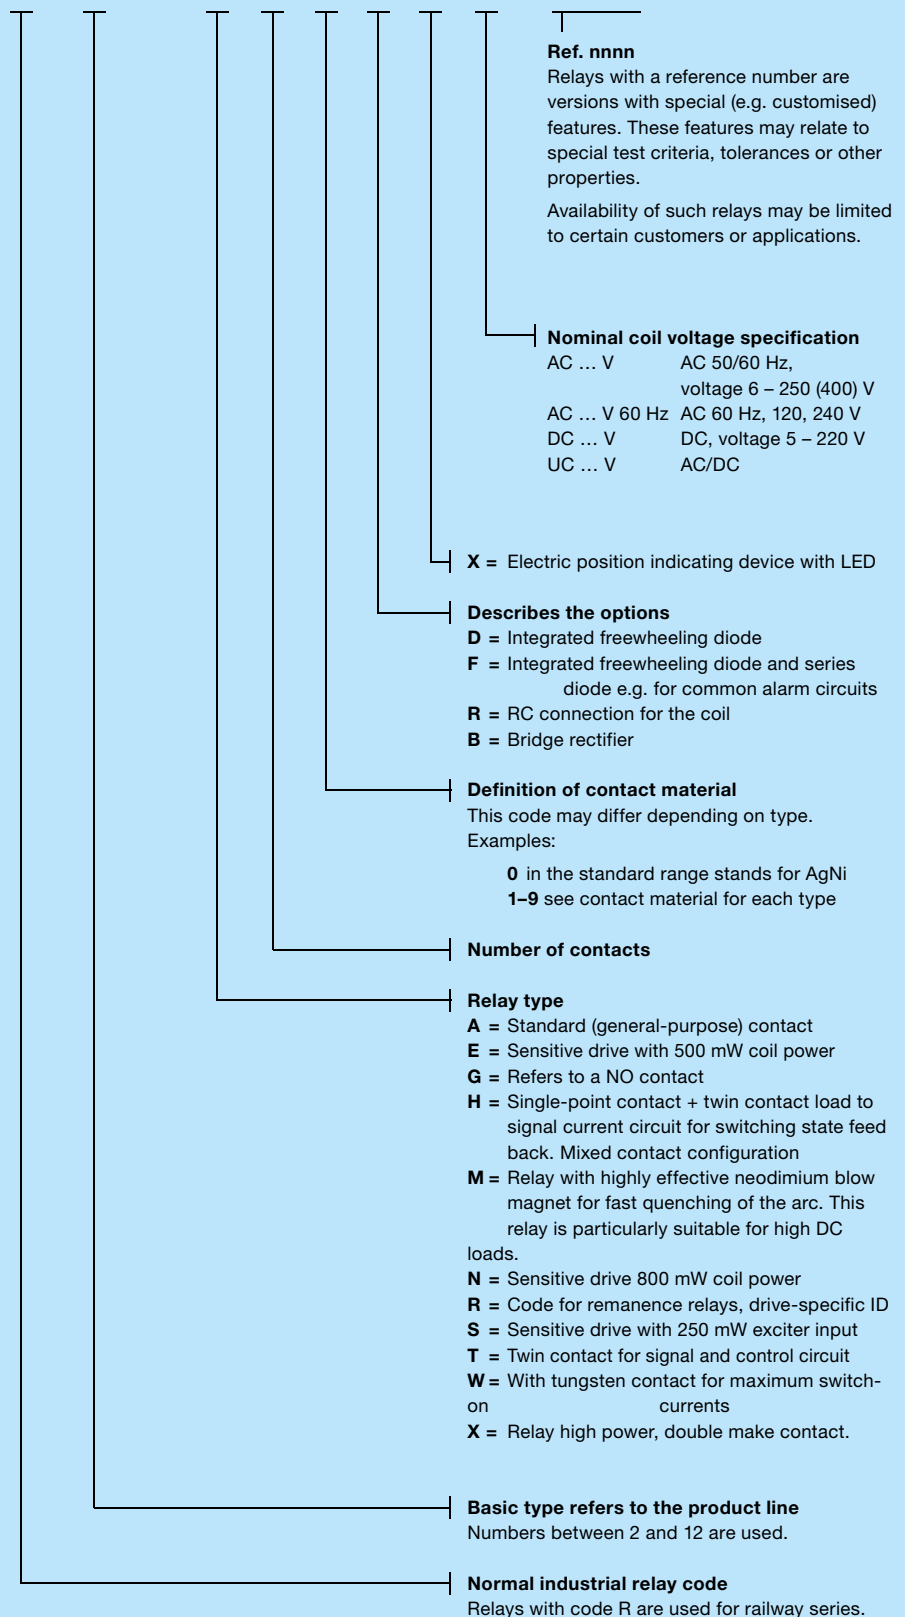 Ref. nnnn
Relays with a reference number are
versions with special (e.g. customised)
features. These features may relate to
special test criteria, tolerances or other
properties.
Availability of such relays may be limited
to certain customers or applications.
Nominal coil voltage specification
AC … V AC 50/60 Hz,
voltage 6 – 250 (400) V
AC … V 60 Hz AC 60 Hz, 120, 240 V
DC … V DC, voltage 5 – 220 V
UC … V AC/DC
X = Electric position indicating device with LED
Describes the options
D = Integrated freewheeling diode
F = Integrated freewheeling diode and series
diode e.g. for common alarm circuits
R = RC connection for the coil
B = Bridge rectifier
Definition of contact material
This code may differ depending on type.
Examples:
0 in the standard range stands for AgNi
1–9 see contact material for each type
Number of contacts
Relay type
A = Standard (general-purpose) contact
E = Sensitive drive with 500 mW coil power
G = Refers to a NO contact
H = Single-point contact + twin contact load to
signal current circuit for switching state feed
back. Mixed contact configuration
M = Relay with highly effective neodimium blow
magnet for fast quenching of the arc. This
relay is particularly suitable for high DC
loads.
N = Sensitive drive 800 mW coil power
R = Code for remanence relays, drive-specific ID
S = Sensitive drive with 250 mW exciter input
T = Twin contact for signal and control circuit
W = With tungsten contact for maximum switch-
on currents
X = Relay high power, double make contact.
Basic type refers to the product line
Numbers between 2 and 12 are used.
Normal industrial relay code
Relays with code R are used for railway series.